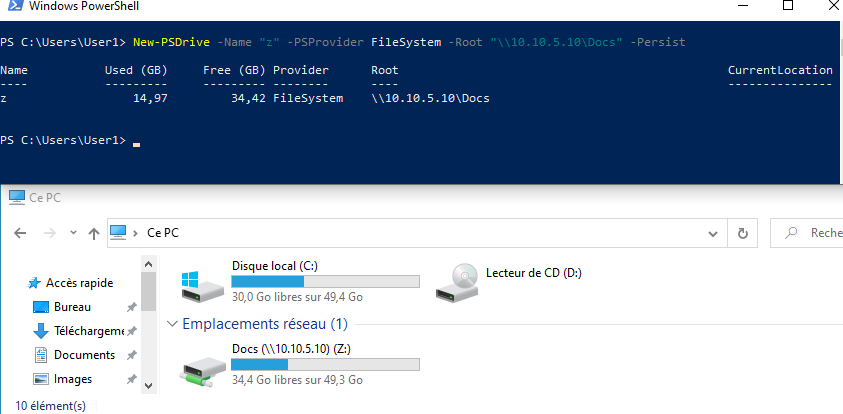 Windows PowerShell
PS C:\Users\User1> New-PSDrive -Name "z" -PSProvider FileSystem -Root "\\10.10.5.10\Docs" -Persist
Name Used (GB) Free (GB) Provider Root CurrentLocation
---- --------- --------- -------- ---- ---------------
z 14,97 34,42 FileSystem \\10.10.5.10\Docs
PS C:\Users\User1>
Ce PC
Ce PC
Reche
Accès rapide
Bureau
Téléchargeme
Documents
Images
Disque local (C:)
30,0 Go libres sur 49,4 Go
Lecteur de CD (D:)
Emplacements réseau (1)
Docs (\\10.10.5.10) (Z:)
34,4 Go libres sur 49,3 Go
10 élément(s)